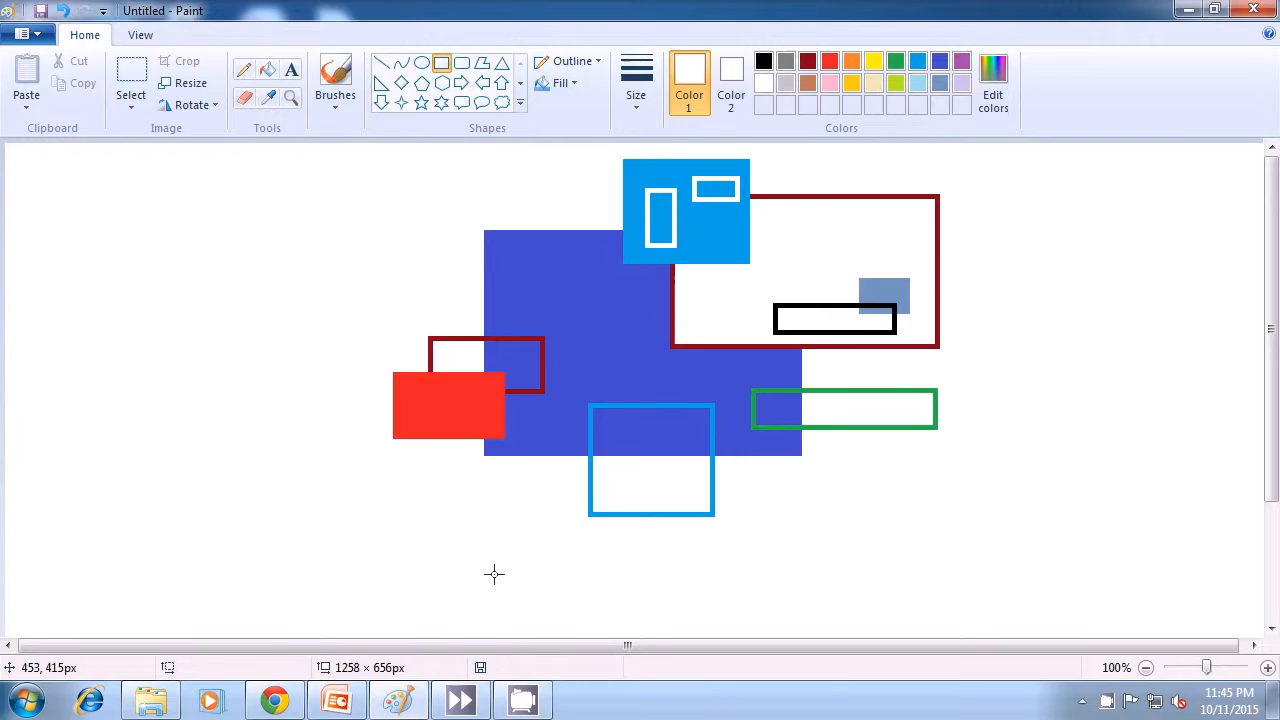 Untitled - Paint
Home
View
Paste
Cut
Copy
Clipboard
Select
Crop
Resize
Rotate
Image
A
Tools
Brushes
Outline
Fill
Shapes
Size
Color 1
Color 2
Edit colors
Colors
453, 415px
1258 × 656px
100%
11:45 PM
10/11/2015